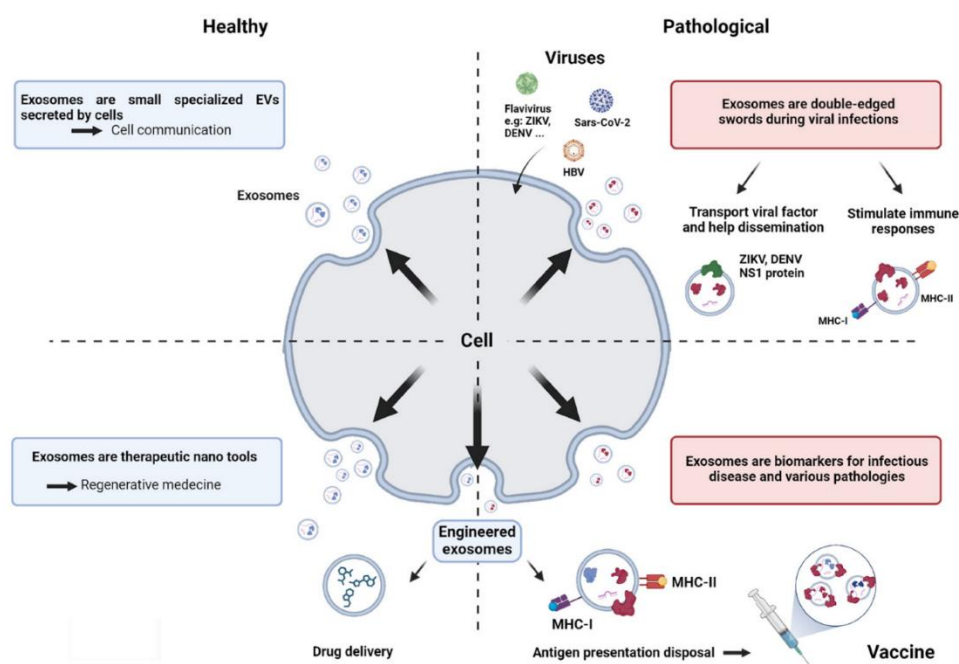 Healthy
Pathological
Viruses
Exosomes are small specialized EVs
secreted by cells
Cell communication
Flavivirus
e.g: ZIKV,
DENV ...
Sars-CoV-2
HBV
Exosomes are double-edged
swords during viral infections
Exosomes
Transport viral factor
and help dissemination
Stimulate immune
responses
ZIKV, DENV
NS1 protein
MHC-II
MHC-I
Cell
Exosomes are therapeutic nano tools
Regenerative medecine
Exosomes are biomarkers for infectious
disease and various pathologies
Engineered
exosomes
MHC-II
MHC-I
Drug delivery
Antigen presentation disposal
Vaccine